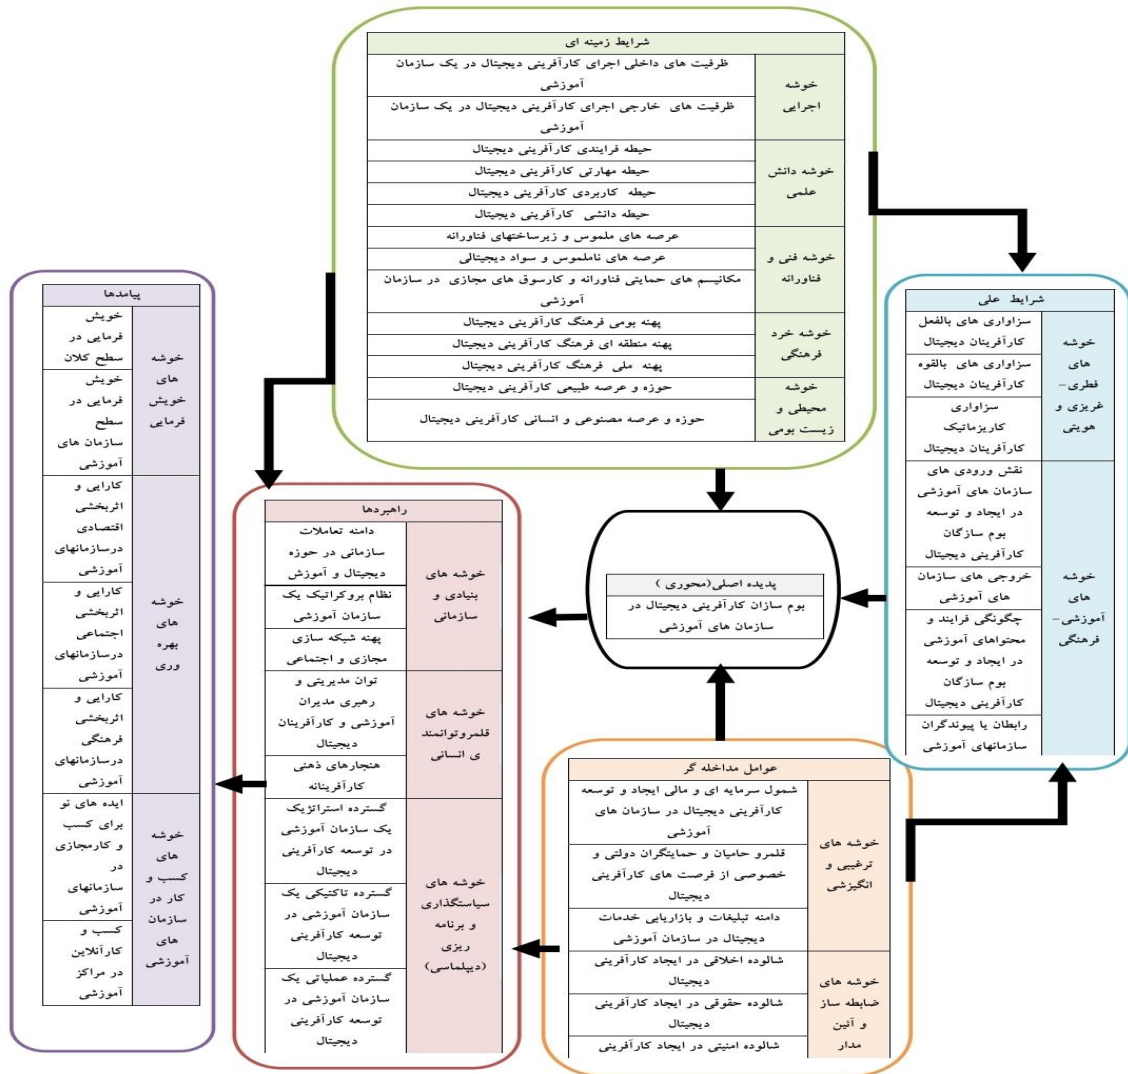 شرایط زمینه ای
خوشه
اجرایی
ظرفیت های داخلی اجرای کارآفرینی دیجیتال در یک سازمان
آموزشی
ظرفیت های خارجی اجرای کارآفرینی دیجیتال در یک سازمان
آموزشی
خوشه دانش
علمی
حیطه فرایندی کارآفرینی دیجیتال
حیطه مهارتی کارآفرینی دیجیتال
حیطه کاربردی کارآفرینی دیجیتال
حیطه دانشی کارآفرینی دیجیتال
خوشه فنی و
فناورانه
عرصه های ملموس و زیرساختهای فناورانه
عرصه های ناملموس و سواد دیجیتالی
مکانیسم های حمایتی فناورانه و کارسوق های مجازی در سازمان
آموزشی
خوشه خرد
فرهنگی
پهنه بومی فرهنگ کارآفرینی دیجیتال
پهنه منطقه ای فرهنگ کارآفرینی دیجیتال
پهنه ملی فرهنگ کارآفرینی دیجیتال
خوشه
محیطی و
زیست بومی
حوزه و عرصه طبیعی کارآفرینی دیجیتال
حوزه و عرصه مصنوعی و انسانی کارآفرینی دیجیتال
شرایط علی
خوشه
های
فطری-
غریزی و
هویتی
سزاواری های بالفعل
کارآفرینان دیجیتال
سزاواری های بالقوه
کارآفرینان دیجیتال
سزاواری
کاریزماتیک
کارآفرینان دیجیتال
خوشه
های
آموزشی-
فرهنگی
نقش ورودی های
سازمان های آموزشی
در ایجاد و توسعه
بوم سازگان
کارآفرینی دیجیتال
خروجی های سازمان
های آموزشی
چگونگی فرایند و
محتواهای آموزشی
در ایجاد و توسعه
بوم سازگان
کارآفرینی دیجیتال
رابطان یا پیوندگران
سازمانهای آموزشی
پدیده اصلی(محوری )
بوم سازان کارآفرینی دیجیتال در
سازمان های آموزشی
عوامل مداخله گر
خوشه های
ترغیبی و
انگیزشی
شمول سرمایه ای و مالی ایجاد و توسعه
کارآفرینی دیجیتال در سازمان های
آموزشی
قلمرو حامیان و حمایتگران دولتی و
خصوصی از فرصت های کارآفرینی
دیجیتال
دامنه تبلیغات و بازاریابی خدمات
دیجیتال در سازمان آموزشی
خوشه های
ضابطه ساز
و آئین
مدار
شالوده اخلاقی در ایجاد کارآفرینی
دیجیتال
شالوده حقوقی در ایجاد کارآفرینی
دیجیتال
شالوده امنیتی در ایجاد کارآفرینی
راهبردها
خوشه های
بنیادی و
سازمانی
دامنه تعاملات
سازمانی در حوزه
دیجیتال و آموزش
نظام بروکراتیک یک
سازمان آموزشی
پهنه شبکه سازی
مجازی و اجتماعی
خوشه های
قلمروتوانمند
ی انسانی
توان مدیریتی و
رهبری مدیران
آموزشی و کارآفرینان
دیجیتال
هنجارهای ذهنی
کارآفرینانه
خوشه های
سیاستگذاری
و برنامه
ریزی
(دیپلماسی)
گسترده استراتژیک
یک سازمان آموزشی
در توسعه کارآفرینی
دیجیتال
گسترده تاکتیکی یک
سازمان آموزشی در
توسعه کارآفرینی
دیجیتال
گسترده عملیاتی یک
سازمان آموزشی در
توسعه کارآفرینی
دیجیتال
پیامدها
خوشه
های
خویش
فرمایی
خویش
فرمایی در
سطح کلان
خویش
فرمایی در
سطح
سازمان های
آموزشی
خوشه
های
بهره
وری
کارایی و
اثربخشی
اقتصادی
درسازمانهای
آموزشی
کارایی و
اثربخشی
اجتماعی
درسازمانهای
آموزشی
کارایی و
اثربخشی
فرهنگی
درسازمانهای
آموزشی
خوشه
های
کسب و
کار در
سازمان
های
آموزشی
ایده های نو
برای کسب
و کارمجازی
در
سازمانهای
آموزشی
کسب و
کارآنلاین
در مراکز
آموزشی